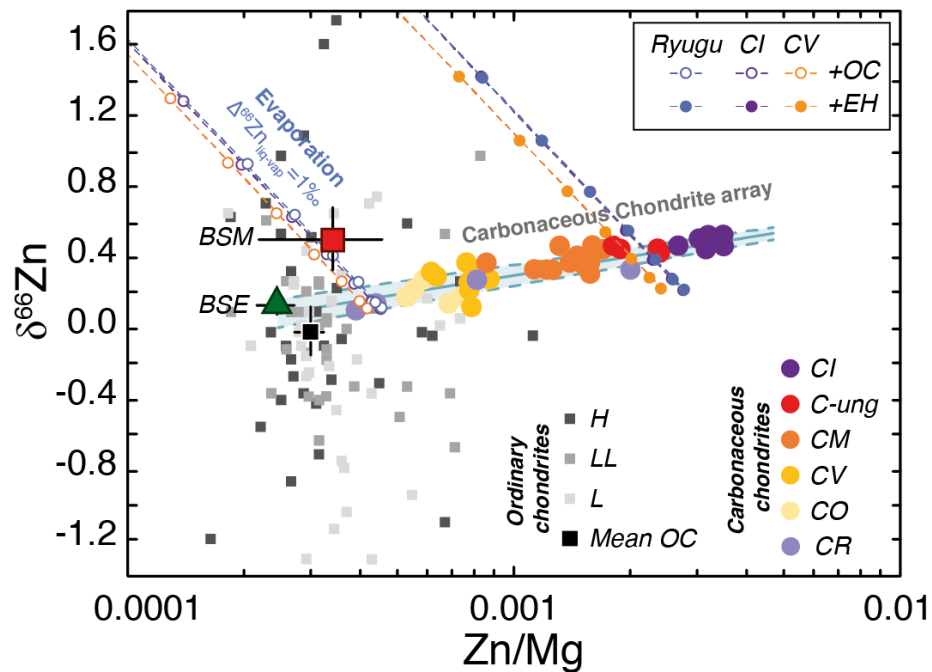 1.6
1.2
0.8
0.4
0.0
-0.4
-0.8
-1.2
δ⁶⁶Zn
0.0001
0.001
0.01
Zn/Mg
Ryugu CI CV
+OC
+EH
Evaporation
Δ⁶⁶Zn liq-vap =1‰
Carbonaceous Chondrite array
BSM
BSE
Ordinary
chondrites
H
LL
L
Mean OC
Carbonaceous
chondrites
CI
C-ung
CM
CV
CO
CR